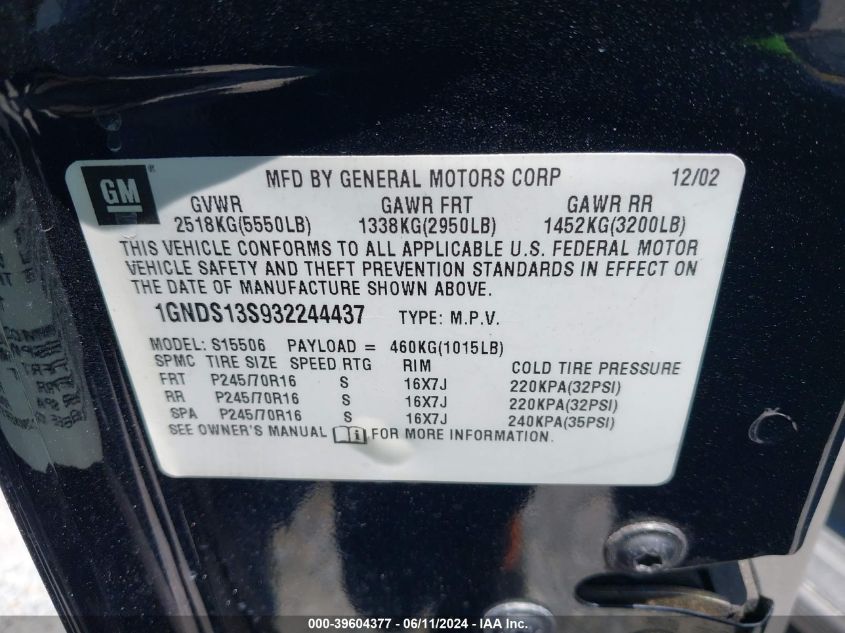 GM ®
MFD BY GENERAL MOTORS CORP 12/02
GVWR GAWR FRT GAWR RR
2518KG(5550LB) 1338KG(2950LB) 1452KG(3200LB)
THIS VEHICLE CONFORMS TO ALL APPLICABLE U.S. FEDERAL MOTOR
VEHICLE SAFETY AND THEFT PREVENTION STANDARDS IN EFFECT ON
THE DATE OF MANUFACTURE SHOWN ABOVE.
1GNDS13S932244437 TYPE: M.P.V.
MODEL: S15506 PAYLOAD = 460KG(1015LB)
SPMC TIRE SIZE SPEED RTG RIM COLD TIRE PRESSURE
FRT P245/70R16 S 16X7J 220KPA(32PSI)
RR P245/70R16 S 16X7J 220KPA(32PSI)
SPA P245/70R16 S 16X7J 240KPA(35PSI)
SEE OWNER'S MANUAL i FOR MORE INFORMATION.
000-39604377 - 06/11/2024 - IAA Inc.